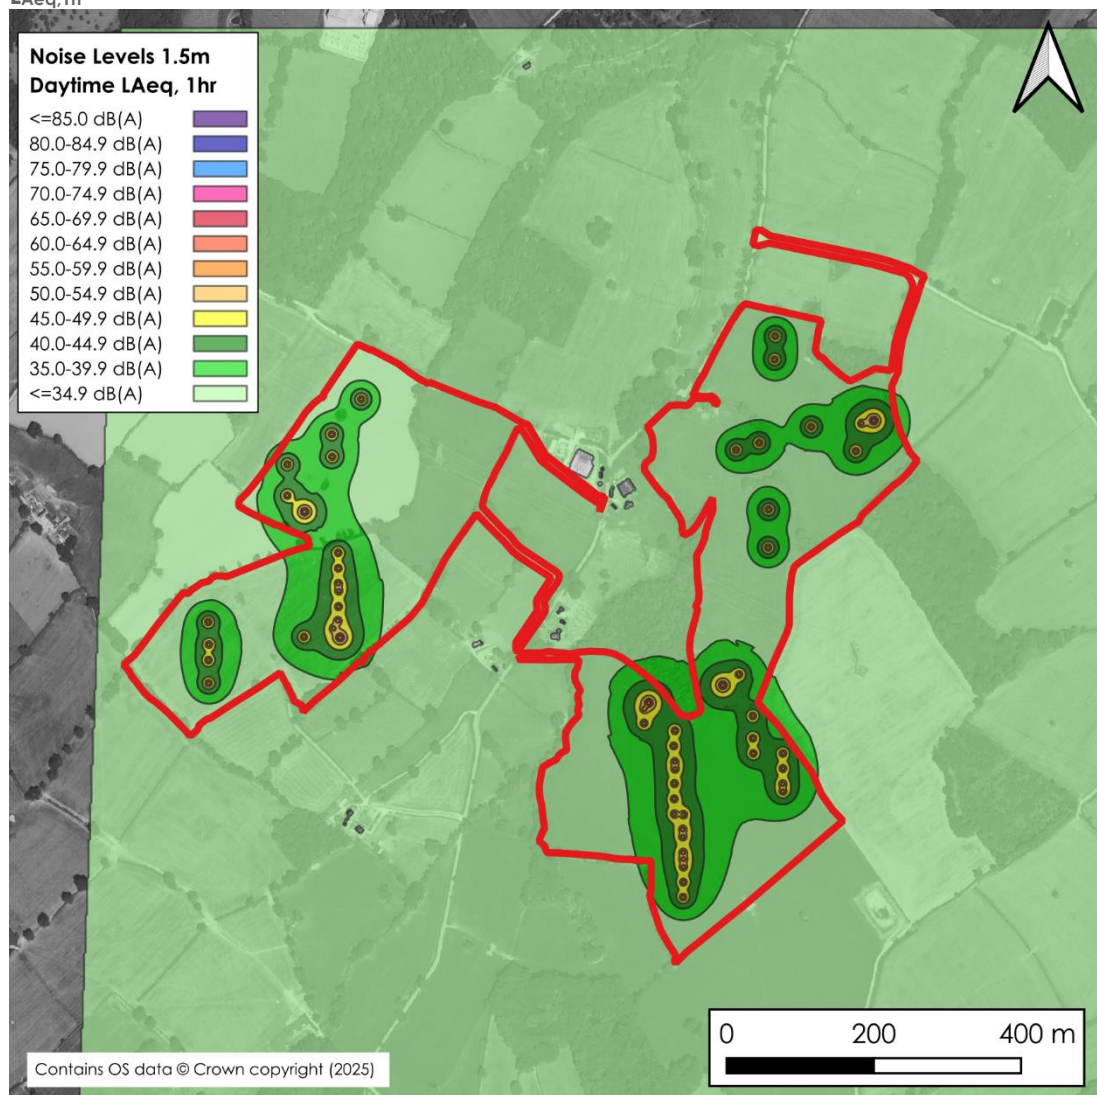 LAeq,1h
Noise Levels 1.5m
Daytime LAeq, 1hr
<=85.0 dB(A)
80.0-84.9 dB(A)
75.0-79.9 dB(A)
70.0-74.9 dB(A)
65.0-69.9 dB(A)
60.0-64.9 dB(A)
55.0-59.9 dB(A)
50.0-54.9 dB(A)
45.0-49.9 dB(A)
40.0-44.9 dB(A)
35.0-39.9 dB(A)
<=34.9 dB(A)
0 200 400 m
Contains OS data © Crown copyright (2025)